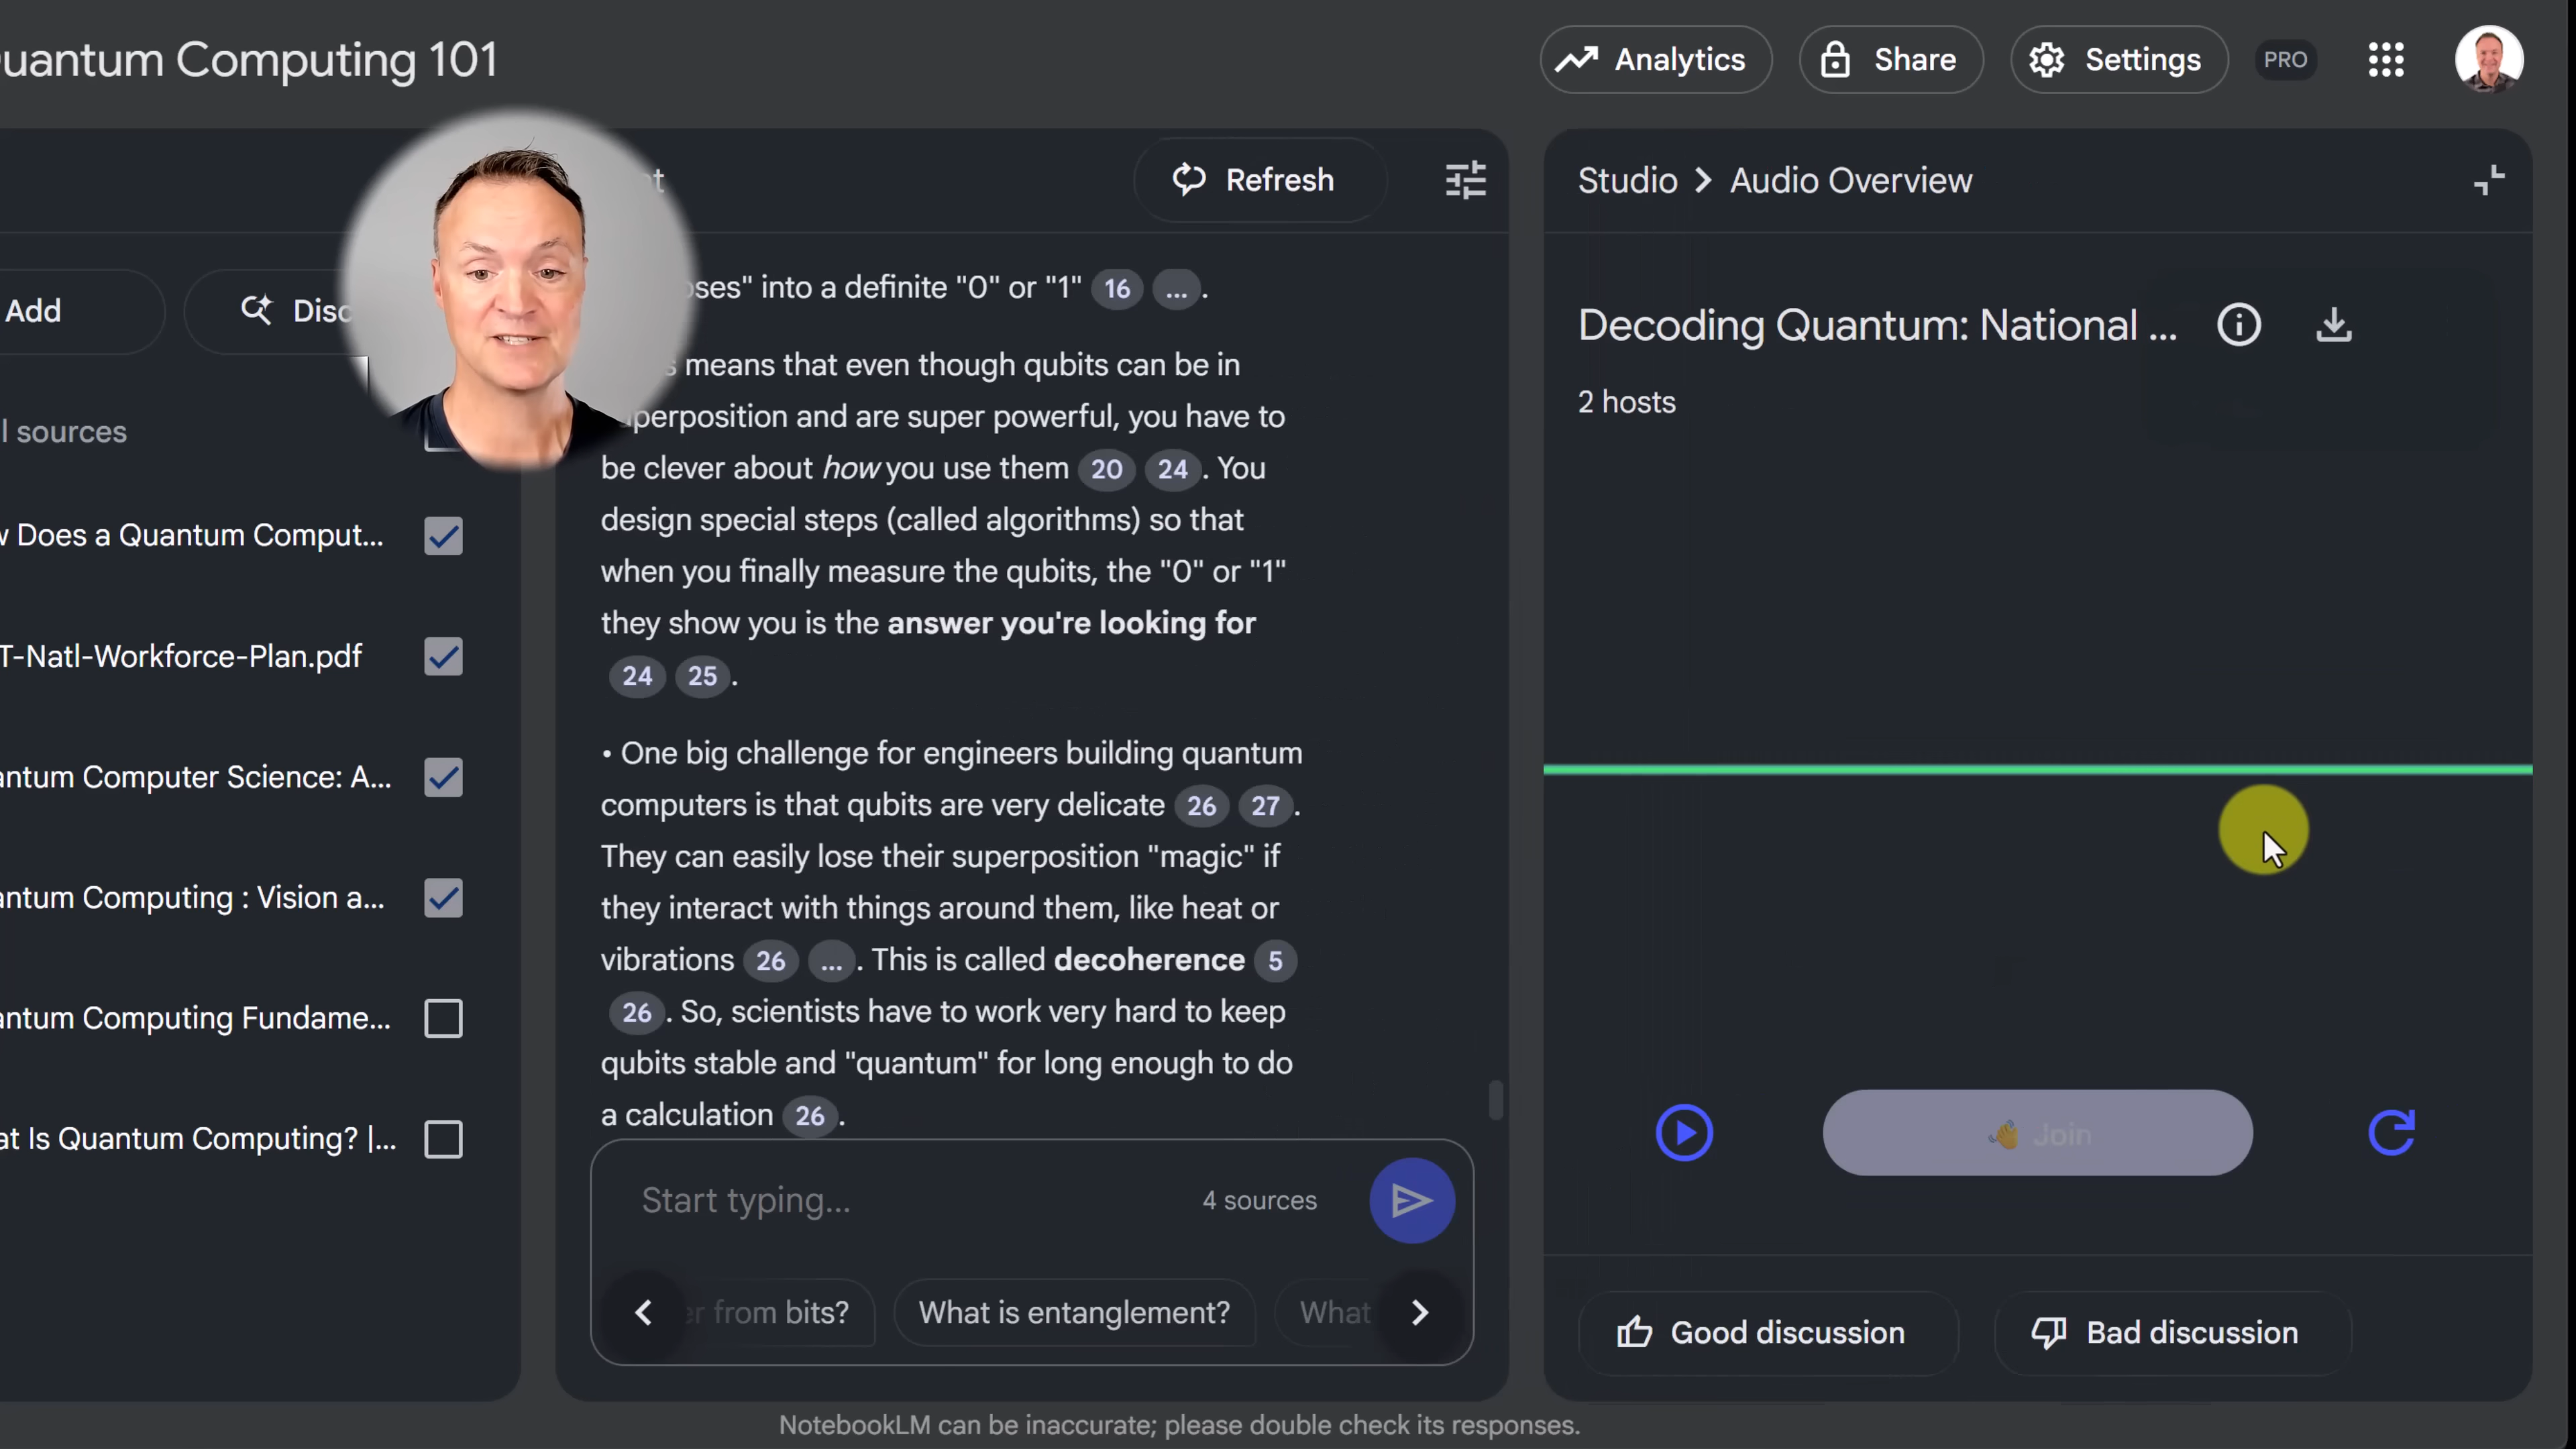 uantum Computing 101
Analytics
Share
Settings
PRO
Add
Disc
l sources
w Does a Quantum Comput...
T-Natl-Workforce-Plan.pdf
antum Computer Science: A...
antum Computing : Vision a...
antum Computing Fundame...
at Is Quantum Computing? |...
t
Refresh
oses" into a definite "0" or "1" 16 ... .
s means that even though qubits can be in
uperposition and are super powerful, you have to
be clever about how you use them 20 24 . You
design special steps (called algorithms) so that
when you finally measure the qubits, the "0" or "1"
they show you is the answer you're looking for
24 25 .
• One big challenge for engineers building quantum
computers is that qubits are very delicate 26 27 .
They can easily lose their superposition "magic" if
they interact with things around them, like heat or
vibrations 26 ... . This is called decoherence 5
26 . So, scientists have to work very hard to keep
qubits stable and "quantum" for long enough to do
a calculation 26 .
Start typing...
4 sources
er from bits?
What is entanglement?
What
Studio > Audio Overview
Decoding Quantum: National ...
2 hosts
👋 Join
Good discussion
Bad discussion
NotebookLM can be inaccurate; please double check its responses.